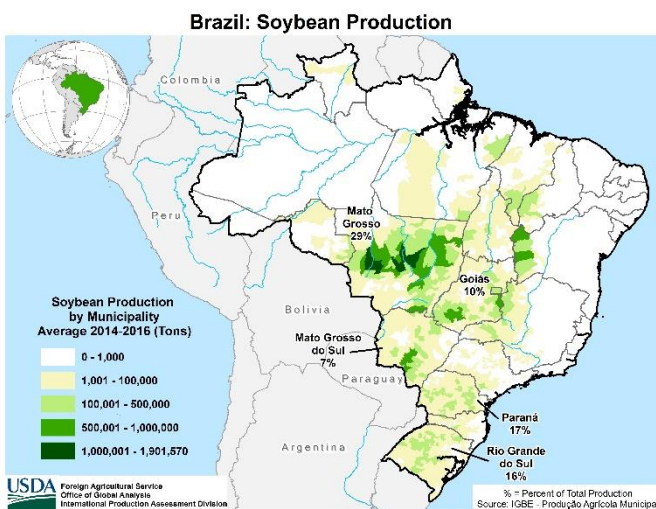 Brazil: Soybean Production
Colombia
Peru
Mato
Grosso
29%
Goiás
10%
Bolivia
Mato Grosso
do Sul
7%
Paraguay
Paraná
17%
Argentina
Rio Grande
do Sul
16%
Soybean Production
by Municipality
Average 2014-2016 (Tons)
0 - 1,000
1,001 - 100,000
100,001 - 500,000
500,001 - 1,000,000
1,000,001 - 1,901,570
USDA
Foreign Agricultural Service
Office of Global Analysis
International Production Assessment Division
% = Percent of Total Production
Source: IGBE - Produção Agrícola Municipa